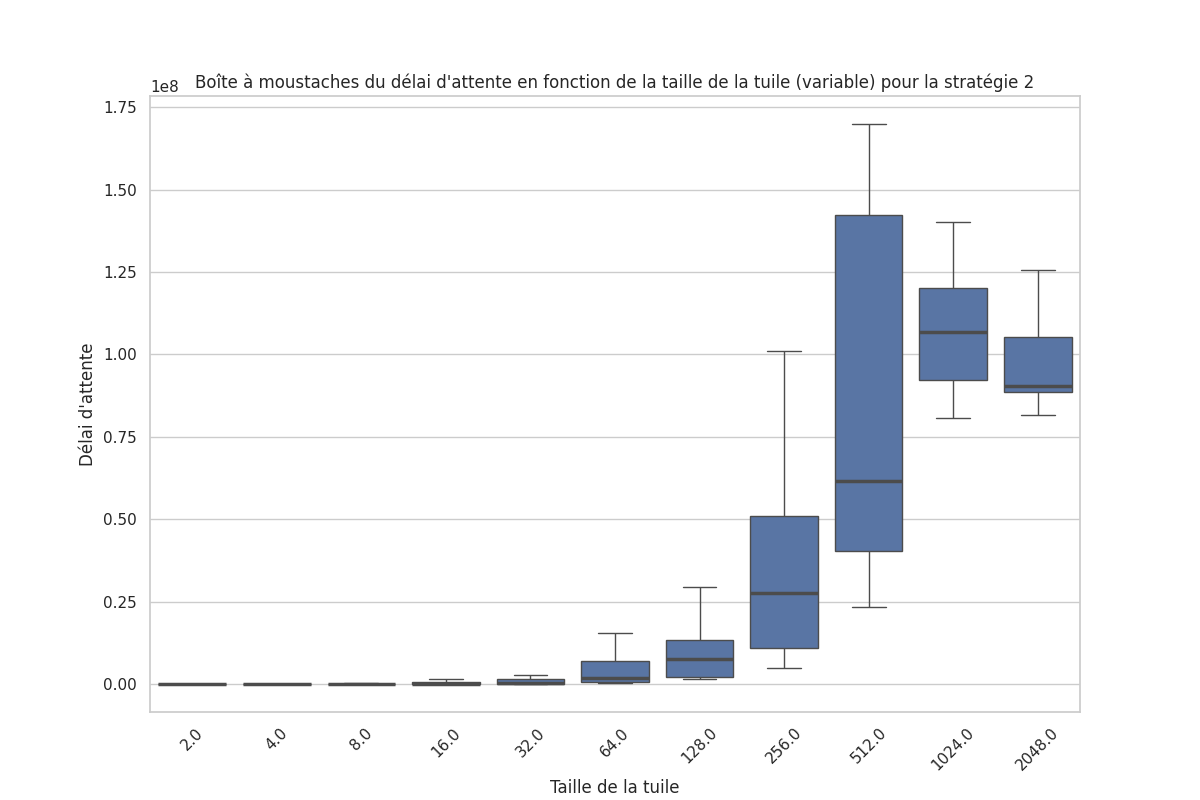 Boîte à moustaches du délai d'attente en fonction de la taille de la tuile (variable) pour la stratégie 2
1e8
1.75
1.50
1.25
1.00
0.75
0.50
0.25
0.00
Délai d'attente
2.0 4.0 8.0 16.0 32.0 64.0 128.0 256.0 512.0 1024.0 2048.0
Taille de la tuile